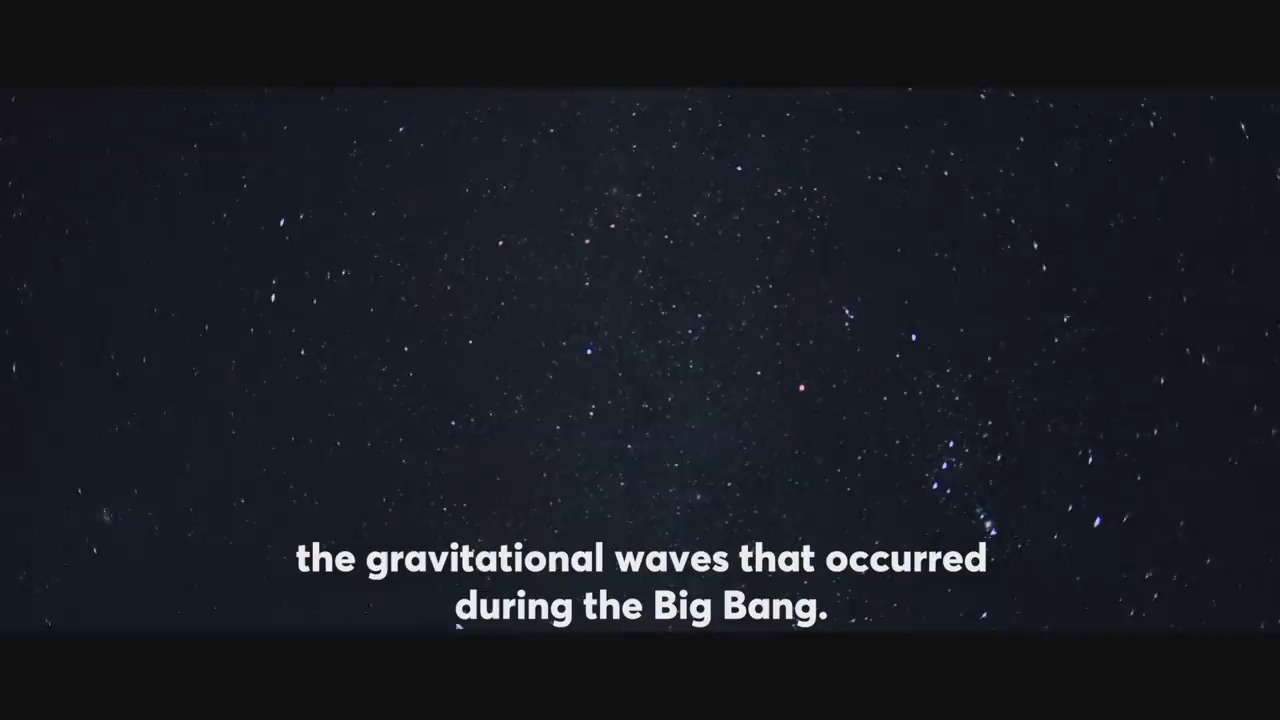 the gravitational waves that occurred
during the Big Bang.